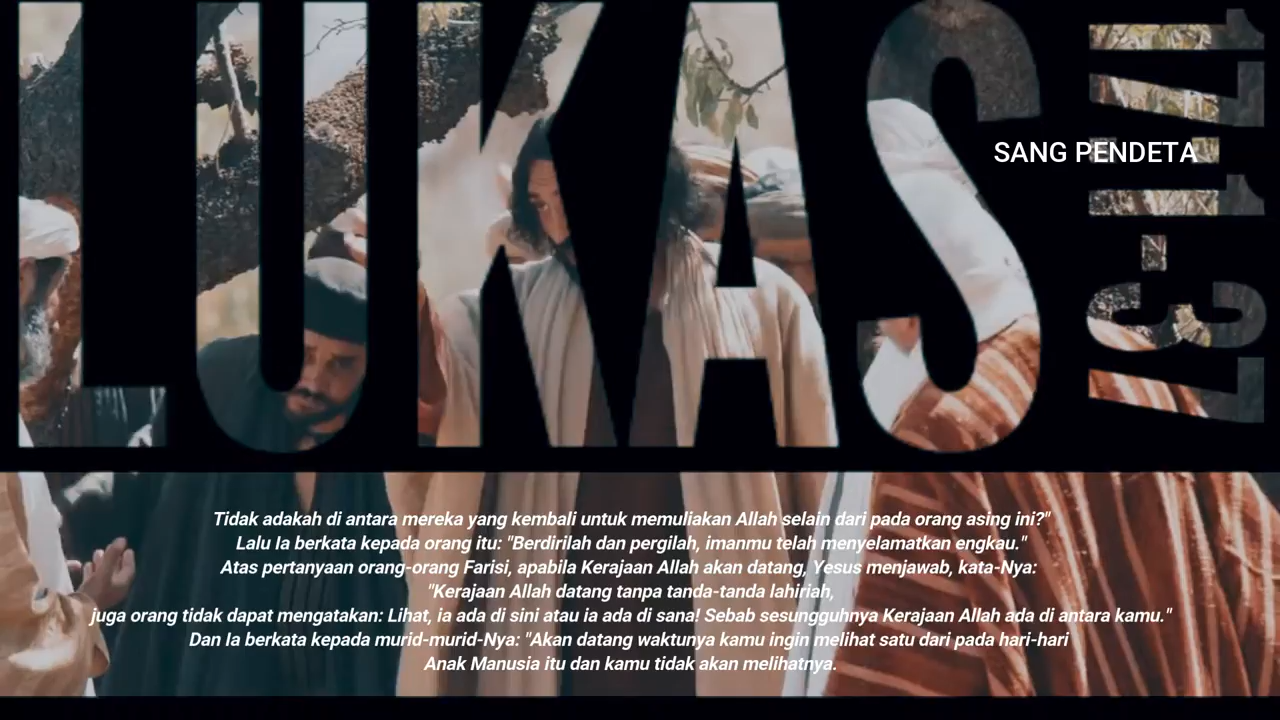 LUKAS
17:1-37
SANG PENDETA
Tidak adakah di antara mereka yang kembali untuk memuliakan Allah selain dari pada orang asing ini?"
Lalu Ia berkata kepada orang itu: "Berdirilah dan pergilah, imanmu telah menyelamatkan engkau."
Atas pertanyaan orang-orang Farisi, apabila Kerajaan Allah akan datang, Yesus menjawab, kata-Nya:
"Kerajaan Allah datang tanpa tanda-tanda lahiriah,
juga orang tidak dapat mengatakan: Lihat, ia ada di sini atau ia ada di sana! Sebab sesungguhnya Kerajaan Allah ada di antara kamu."
Dan Ia berkata kepada murid-murid-Nya: "Akan datang waktunya kamu ingin melihat satu dari pada hari-hari
Anak Manusia itu dan kamu tidak akan melihatnya.